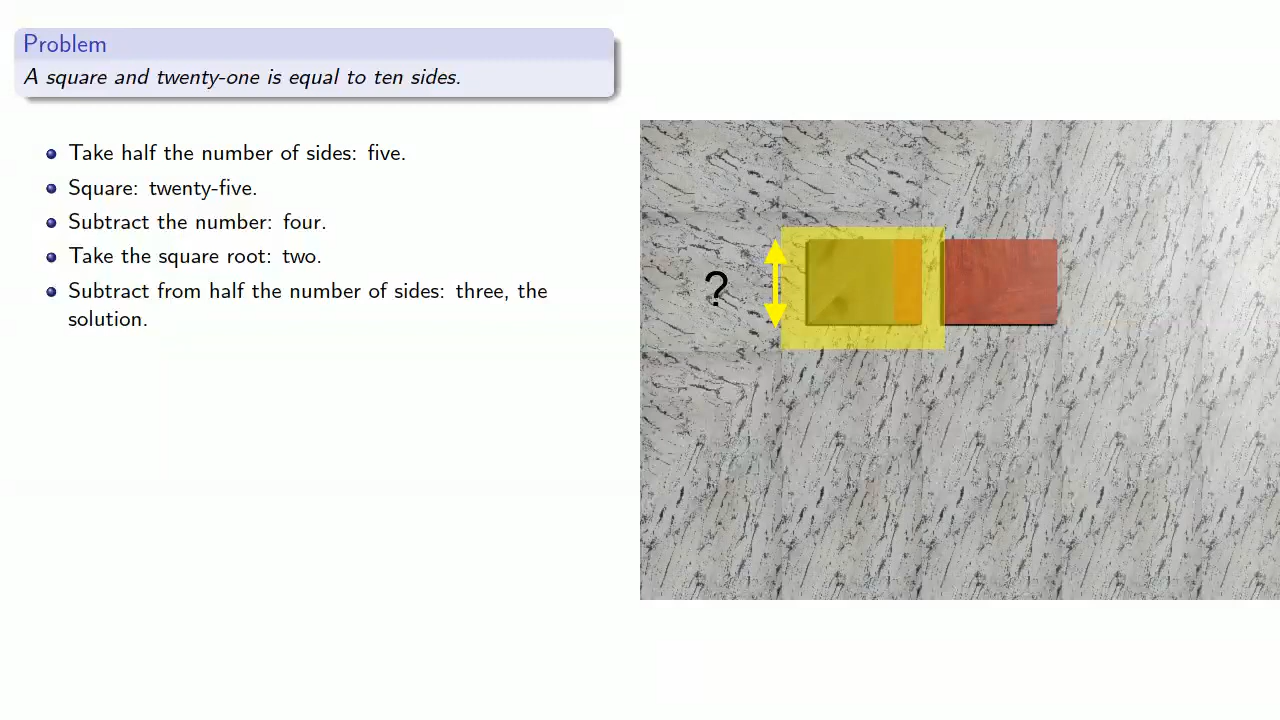 Problem
A square and twenty-one is equal to ten sides.
Take half the number of sides: five.
Square: twenty-five.
Subtract the number: four.
Take the square root: two.
Subtract from half the number of sides: three, the
solution.
?